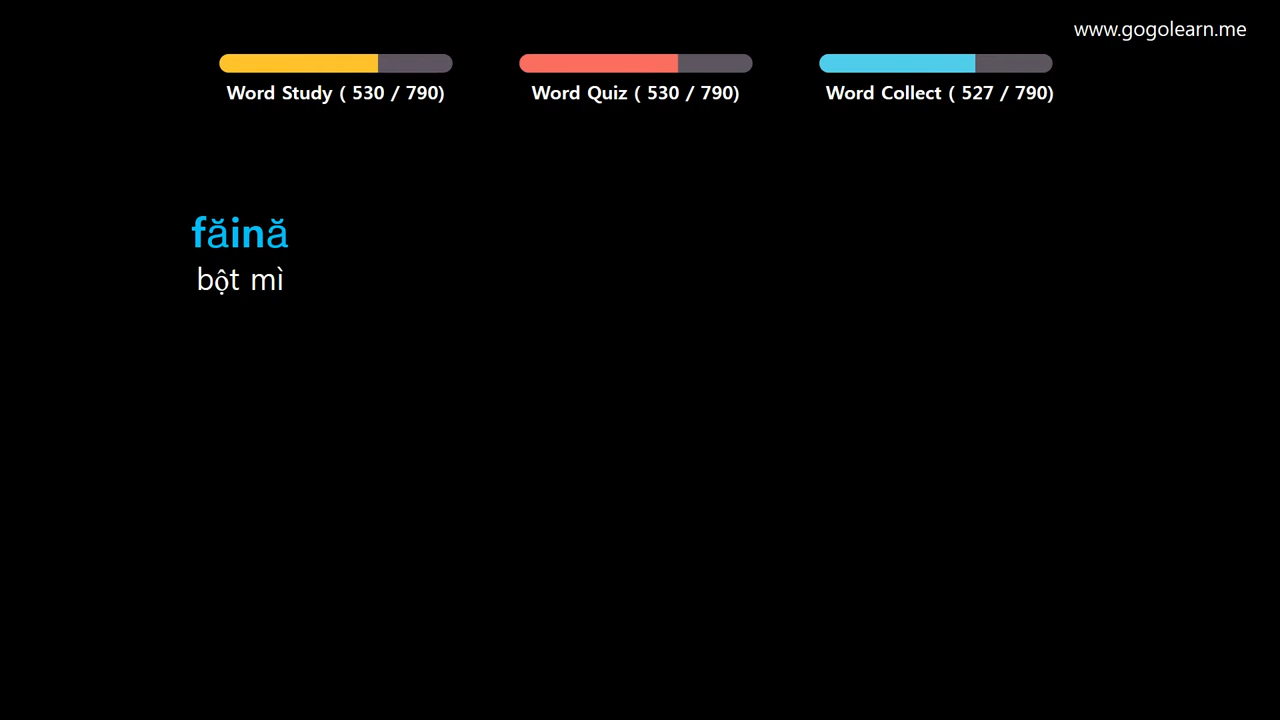 www.gogolearn.me
Word Study ( 530 / 790)
Word Quiz ( 530 / 790)
Word Collect ( 527 / 790)
făină
bột mì